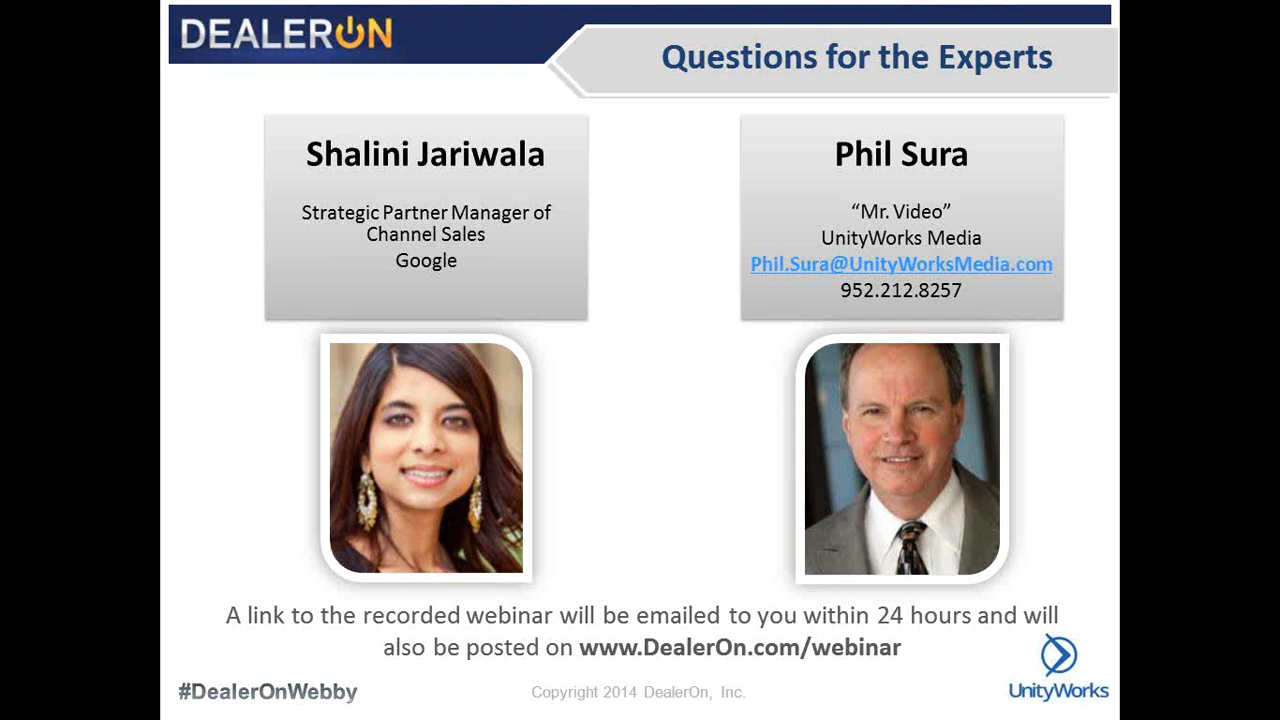 DEALERON
Questions for the Experts
Shalini Jariwala
Strategic Partner Manager of
Channel Sales
Google
Phil Sura
“Mr. Video”
UnityWorks Media
Phil.Sura@UnityWorksMedia.com
952.212.8257
A link to the recorded webinar will be emailed to you within 24 hours and will
also be posted on www.DealerOn.com/webinar
#DealerOnWebby
Copyright 2014 DealerOn, Inc.
UnityWorks